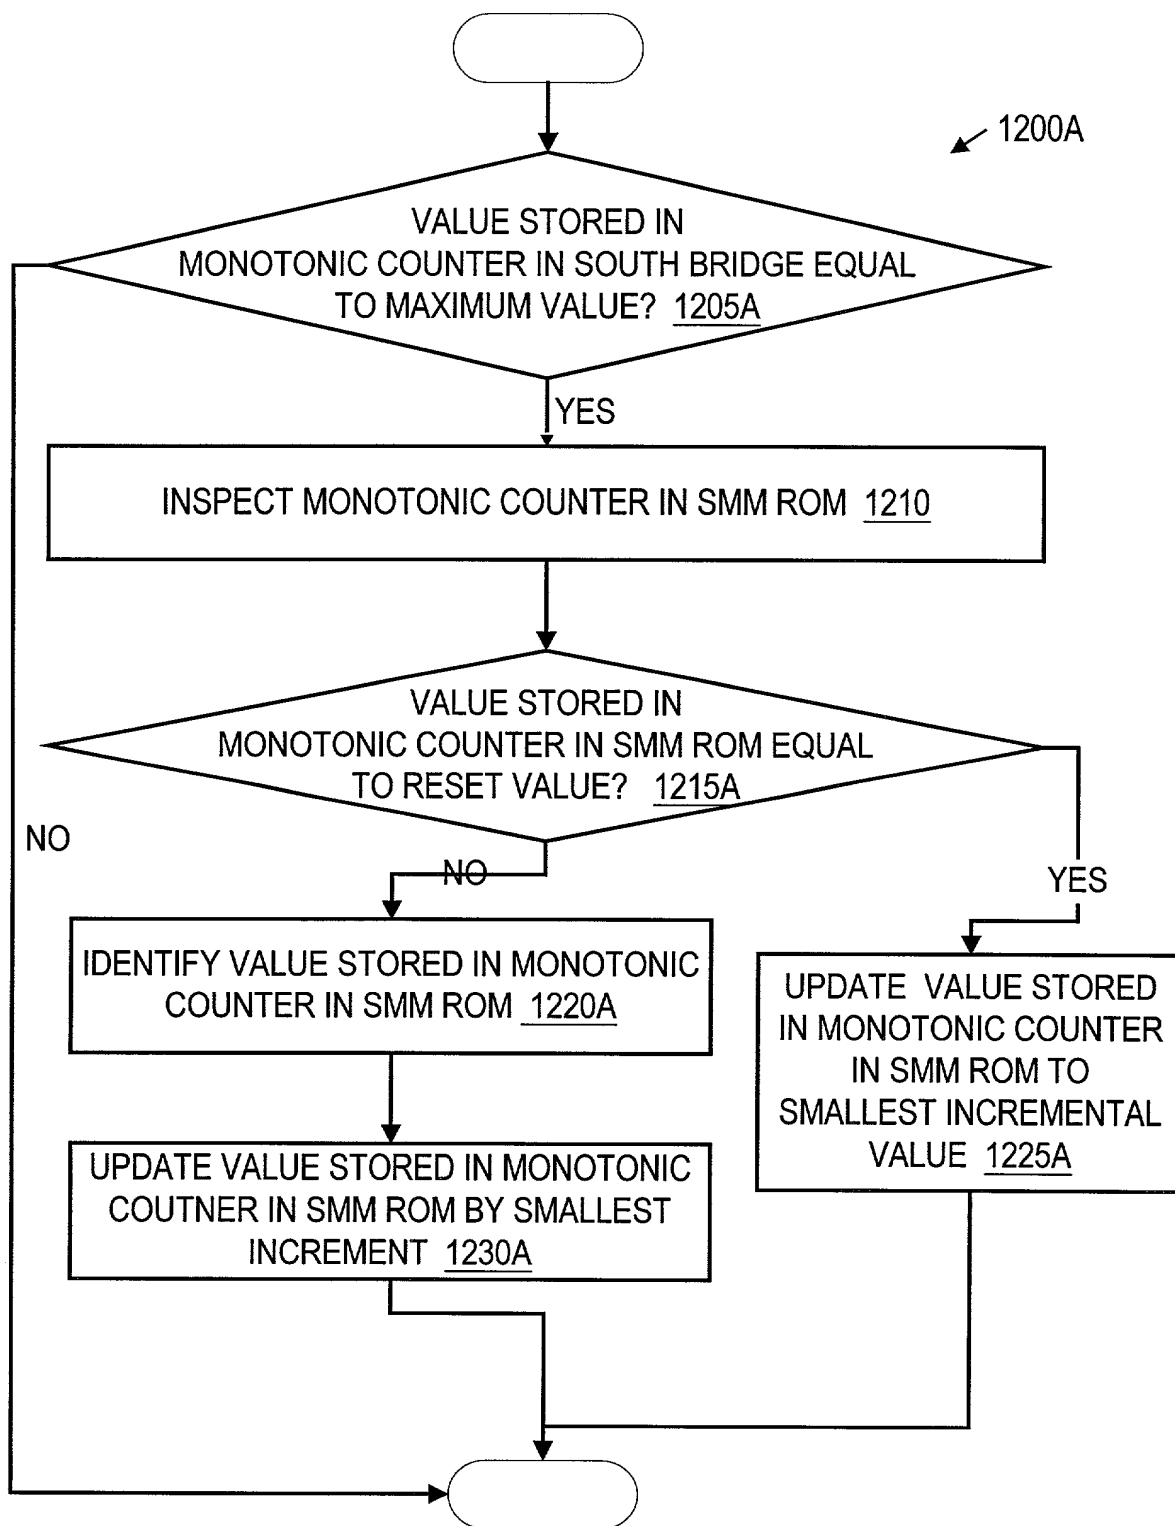 1200A
VALUE STORED IN
MONOTONIC COUNTER IN SOUTH BRIDGE EQUAL
TO MAXIMUM VALUE? 1205A
YES
INSPECT MONOTONIC COUNTER IN SMM ROM 1210
VALUE STORED IN
MONOTONIC COUNTER IN SMM ROM EQUAL
TO RESET VALUE? 1215A
NO
NO
YES
IDENTIFY VALUE STORED IN MONOTONIC
COUNTER IN SMM ROM 1220A
UPDATE VALUE STORED
IN MONOTONIC COUNTER
IN SMM ROM TO
SMALLEST INCREMENTAL
VALUE 1225A
UPDATE VALUE STORED IN MONOTONIC
COUTNER IN SMM ROM BY SMALLEST
INCREMENT 1230A